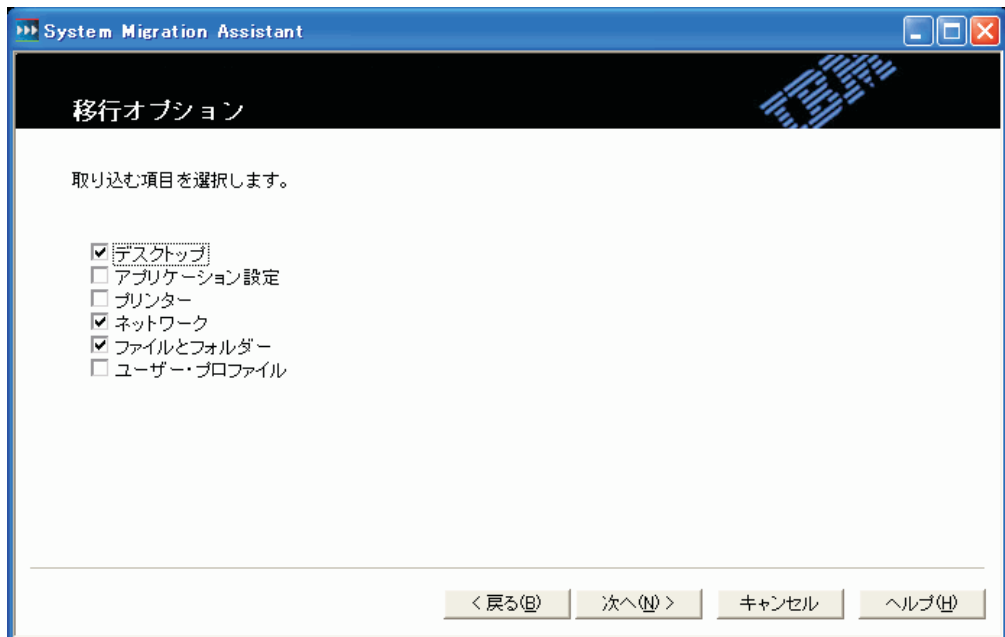 System Migration Assistant
IBM
移行オプション
取り込む項目を選択します。
デスクトップ
アプリケーション設定
プリンター
ネットワーク
ファイルとフォルダー
ユーザー・プロファイル
< 戻る(B) 次へ(N) > キャンセル ヘルプ(H)